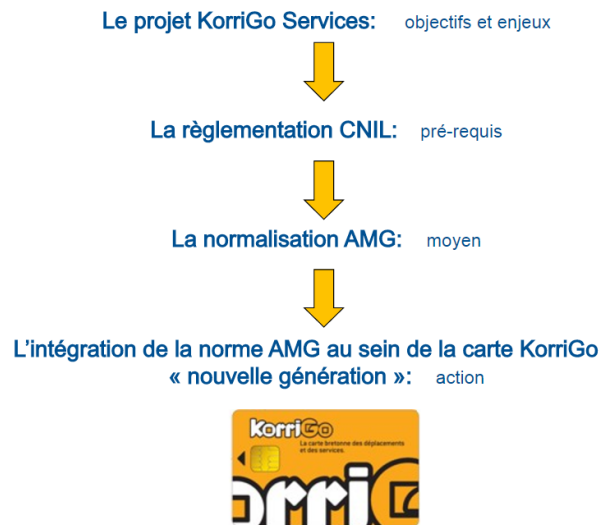 Le projet KorriGo Services: objectifs et enjeux
La règlementation CNIL: pré-requis
La normalisation AMG: moyen
L'intégration de la norme AMG au sein de la carte KorriGo
« nouvelle génération »: action
KorriGo
La carte bretonne des déplacements
et des services.
orriG